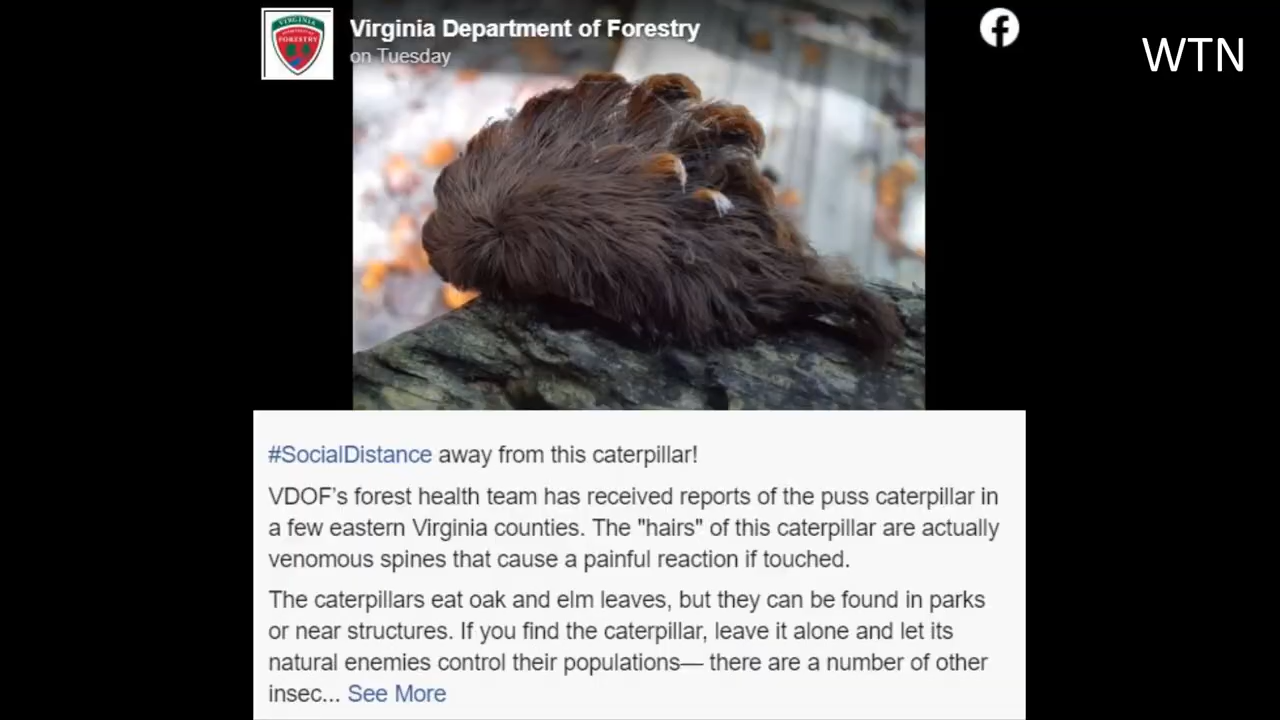 VIRGINIA
FORESTRY
Virginia Department of Forestry
on Tuesday
WTN
#SocialDistance away from this caterpillar!
VDOF's forest health team has received reports of the puss caterpillar in
a few eastern Virginia counties. The "hairs" of this caterpillar are actually
venomous spines that cause a painful reaction if touched.
The caterpillars eat oak and elm leaves, but they can be found in parks
or near structures. If you find the caterpillar, leave it alone and let its
natural enemies control their populations— there are a number of other
insec... See More